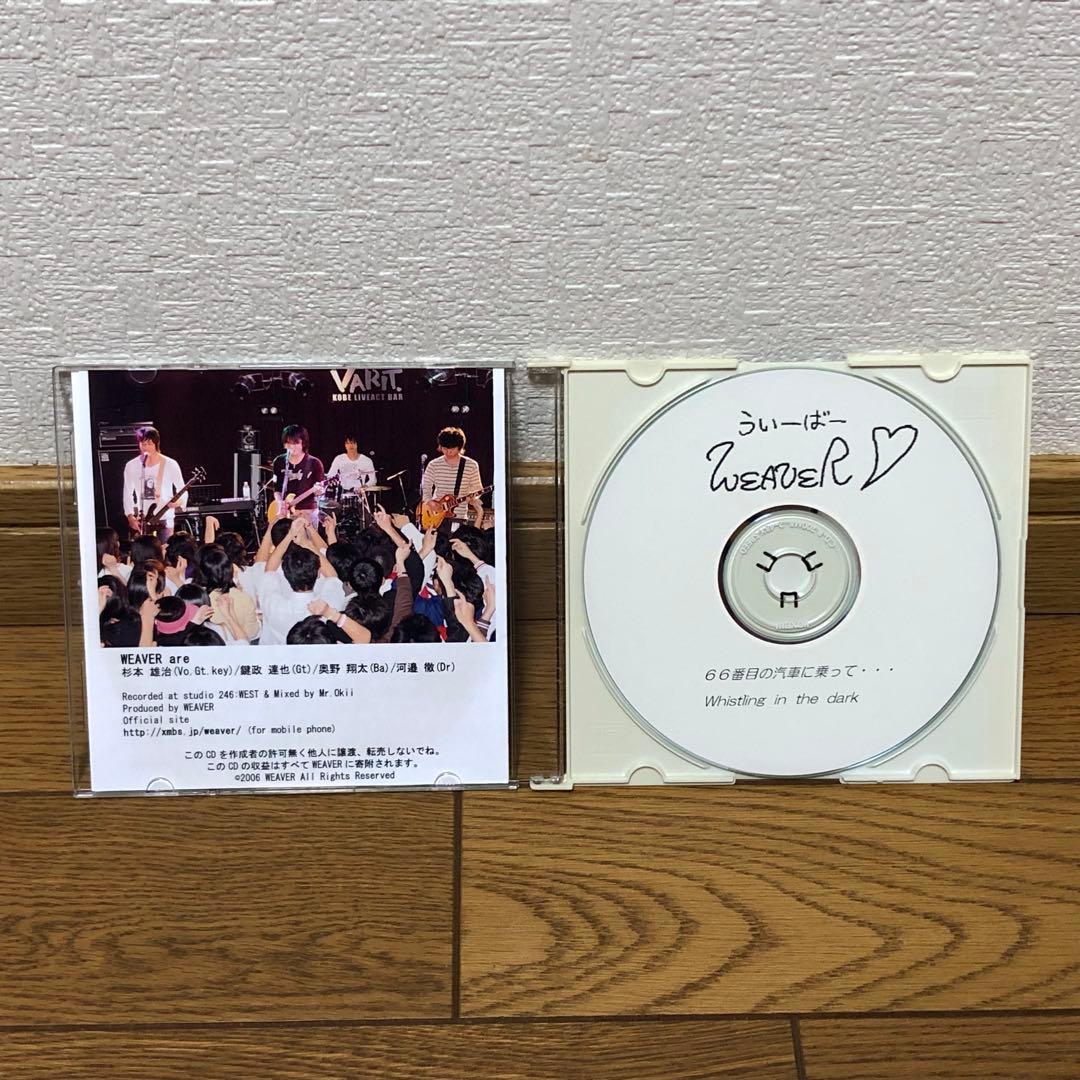 VARIT.
KOBE LIVEACT BAR
WEAVER are
杉本 雄治(Vo.Gt.key)/鍵政 達也(Gt)/奥野 翔太(Ba)/河邉 徹(Dr)
Recorded at studio 246:WEST & Mixed by Mr.Okii
Produced by WEAVER
Official site
http://xmbs.jp/weaver/ (for mobile phone)
このCDを作成者の許可無く他人に譲渡、転売しないでね。
このCDの収益はすべてWEAVERに寄附されます。
©2006 WEAVER All Rights Reserved
うぃーばー
WEAVER♡
66番目の汽車に乗って・・・
Whistling in the dark